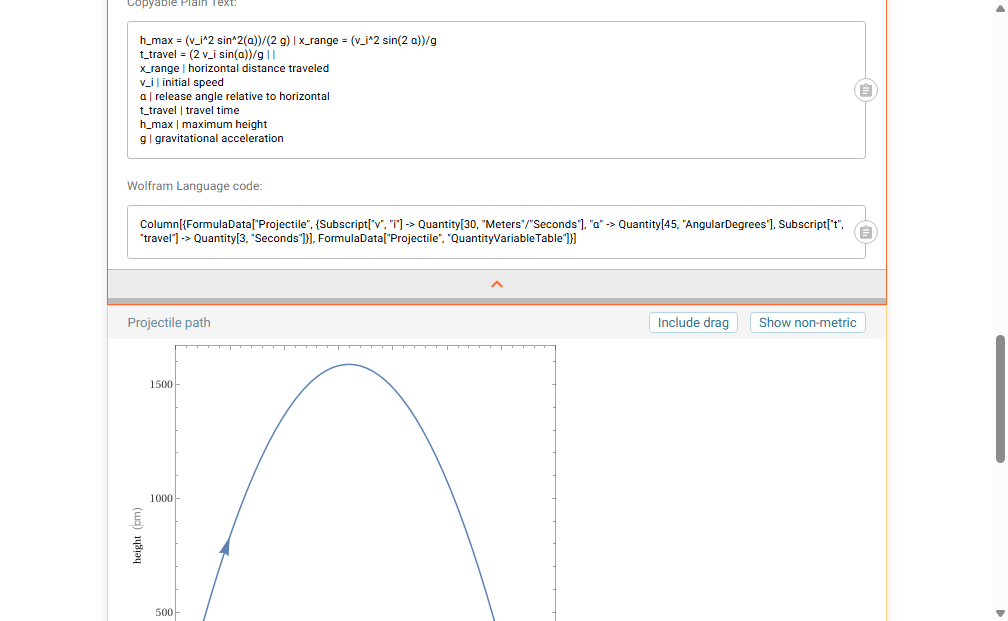 Copyable Plain Text:
h_max = (v_i^2 sin^2(α))/(2 g) | x_range = (v_i^2 sin(2 α))/g
t_travel = (2 v_i sin(α))/g | |
x_range | horizontal distance traveled
v_i | initial speed
α | release angle relative to horizontal
t_travel | travel time
h_max | maximum height
g | gravitational acceleration
Wolfram Language code:
Column[{FormulaData["Projectile", {Subscript["v", "i"] -> Quantity[30, "Meters"/"Seconds"], "α" -> Quantity[45, "AngularDegrees"], Subscript["t",
"travel"] -> Quantity[3, "Seconds"]}], FormulaData["Projectile", "QuantityVariableTable"]}]
Projectile path
Include drag
Show non-metric
1500
1000
height (cm)
500